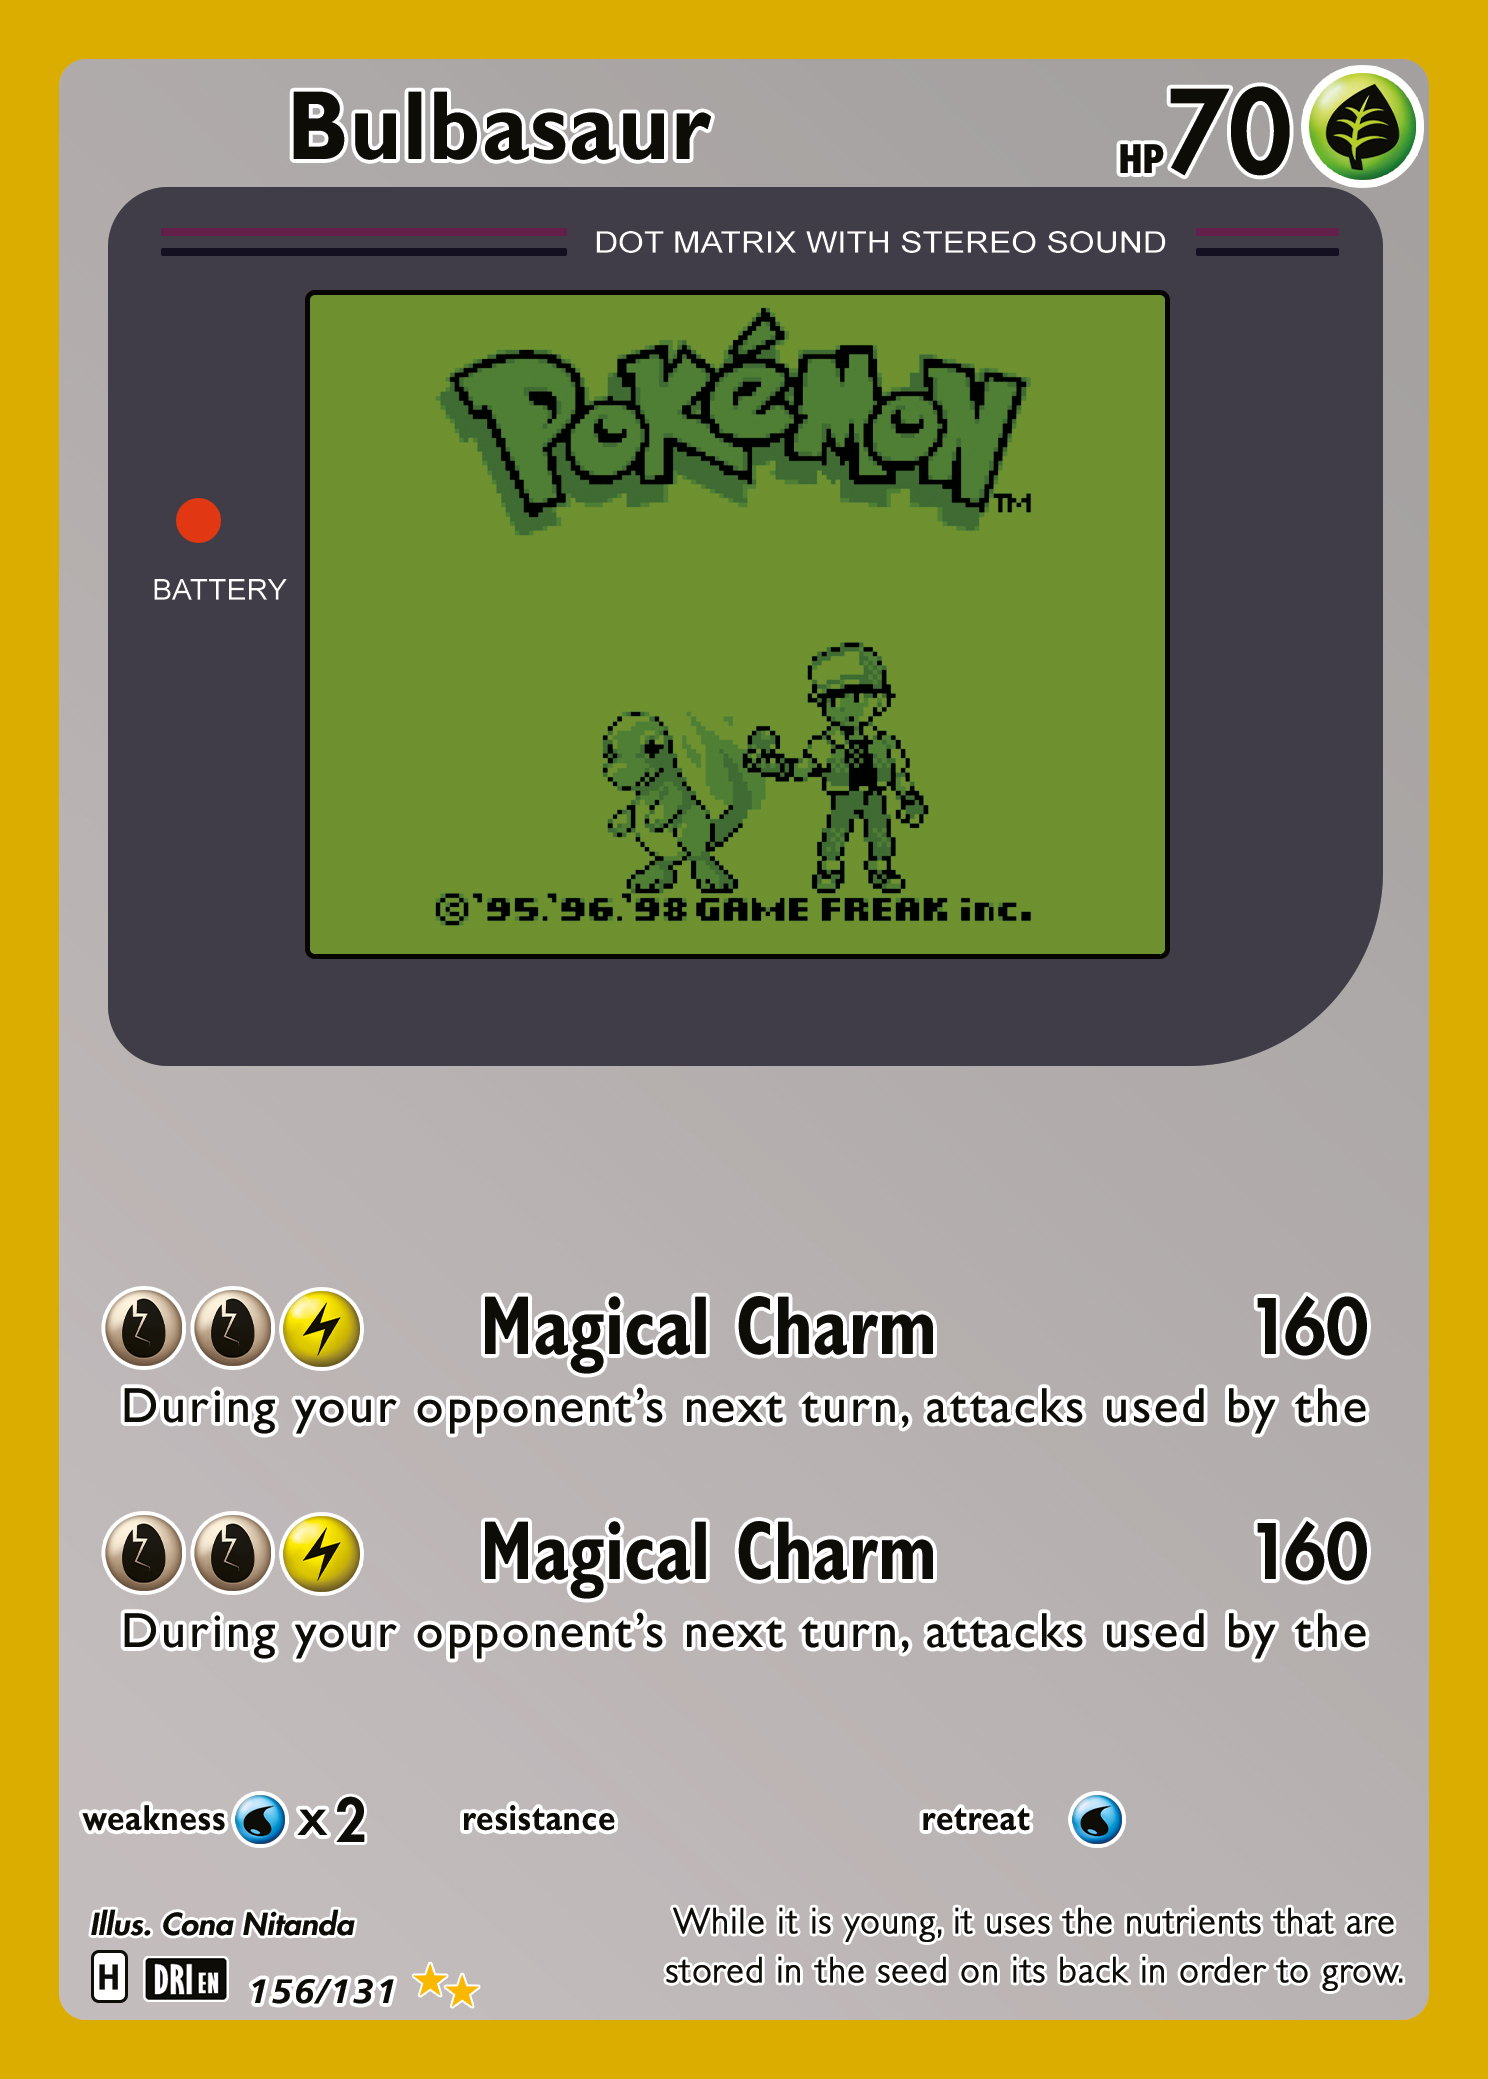 Bulbasaur
HP70
DOT MATRIX WITH STEREO SOUND
POKéMON
TM
BATTERY
©'95.'96.'98 GAME FREAK inc.
Magical Charm 160
During your opponent's next turn, attacks used by the
Magical Charm 160
During your opponent's next turn, attacks used by the
weakness x2 resistance retreat
Illus. Cona Nitanda
H DRI EN 156/131
While it is young, it uses the nutrients that are
stored in the seed on its back in order to grow.